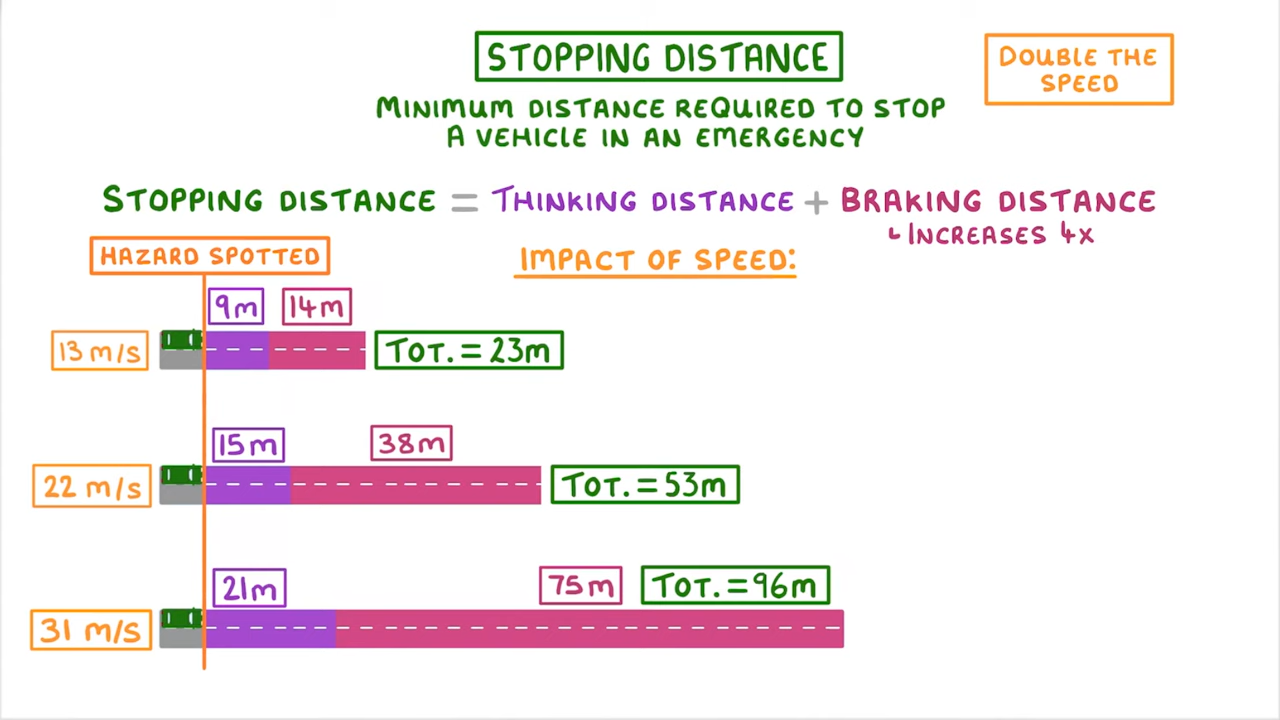 STOPPING DISTANCE
DOUBLE THE
SPEED
MINIMUM DISTANCE REQUIRED TO STOP
A VEHICLE IN AN EMERGENCY
STOPPING DISTANCE = THINKING DISTANCE + BRAKING DISTANCE
↳ INCREASES 4x
HAZARD SPOTTED
IMPACT OF SPEED:
9m 14m
13 m/s TOT. = 23m
15m 38m
22 m/s TOT. = 53m
21m 75m TOT. = 96m
31 m/s